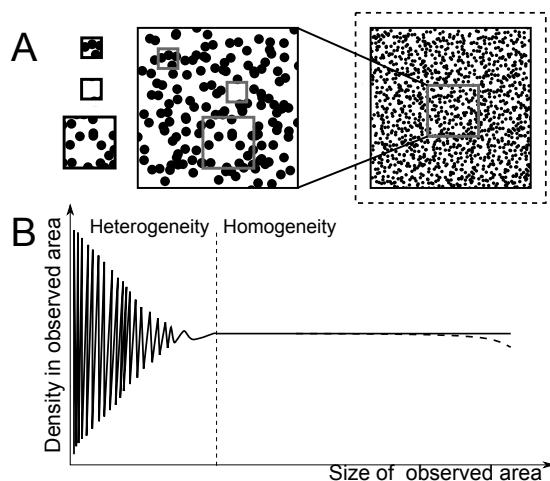 A
B
Heterogeneity
Homogeneity
Density in observed area
Size of observed area